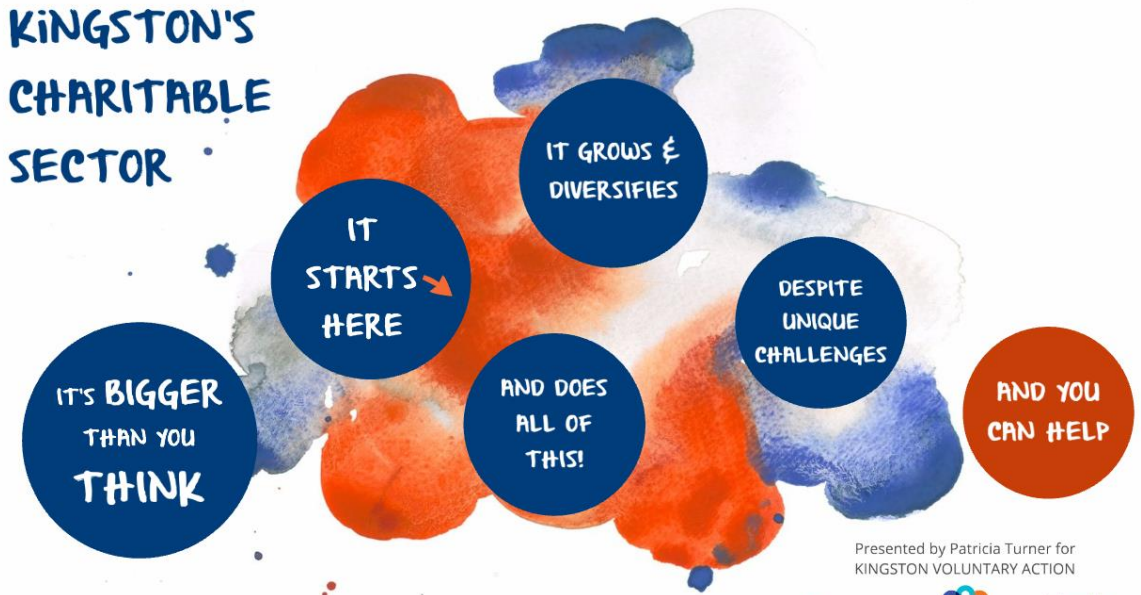 KINGSTON'S
CHARITABLE
SECTOR
IT'S BIGGER
THAN YOU
THINK
IT
STARTS
HERE
IT GROWS &
DIVERSIFIES
AND DOES
ALL OF
THIS!
DESPITE
UNIQUE
CHALLENGES
AND YOU
CAN HELP
Presented by Patricia Turner for
KINGSTON VOLUNTARY ACTION